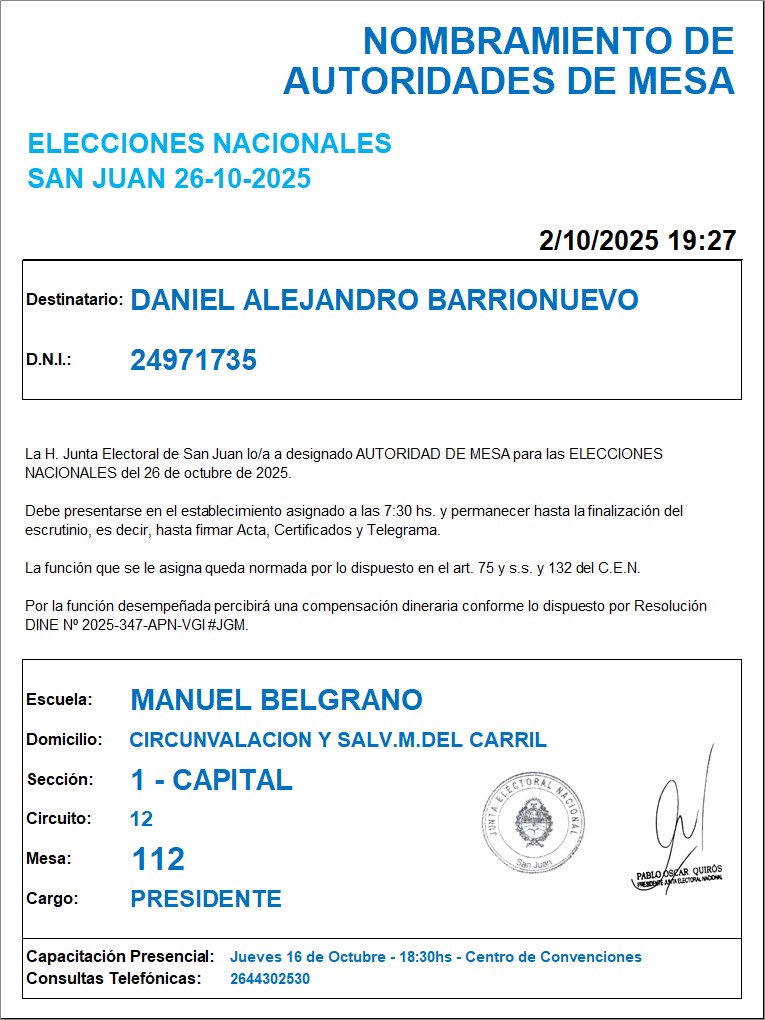 NOMBRAMIENTO DE
AUTORIDADES DE MESA
ELECCIONES NACIONALES
SAN JUAN 26-10-2025
2/10/2025 19:27
Destinatario: DANIEL ALEJANDRO BARRIONUEVO
D.N.I.: 24971735
La H. Junta Electoral de San Juan lo/a a designado AUTORIDAD DE MESA para las ELECCIONES
NACIONALES del 26 de octubre de 2025.
Debe presentarse en el establecimiento asignado a las 7:30 hs. y permanecer hasta la finalización del
escrutinio, es decir, hasta firmar Acta, Certificados y Telegrama.
La función que se le asigna queda normada por lo dispuesto en el art. 75 y s.s. y 132 del C.E.N.
Por la función desempeñada percibirá una compensación dineraria conforme lo dispuesto por Resolución
DINE Nº 2025-347-APN-VGI #JGM.
Escuela: MANUEL BELGRANO
Domicilio: CIRCUNVALACION Y SALV.M.DEL CARRIL
Sección: 1 - CAPITAL
Circuito: 12
Mesa: 112
Cargo: PRESIDENTE
JUNTA ELECTORAL NACIONAL
San Juan
PABLO OSCAR QUIRÓS
PRESIDENTE JUNTA ELECTORAL NACIONAL
Capacitación Presencial: Jueves 16 de Octubre - 18:30hs - Centro de Convenciones
Consultas Telefónicas: 2644302530